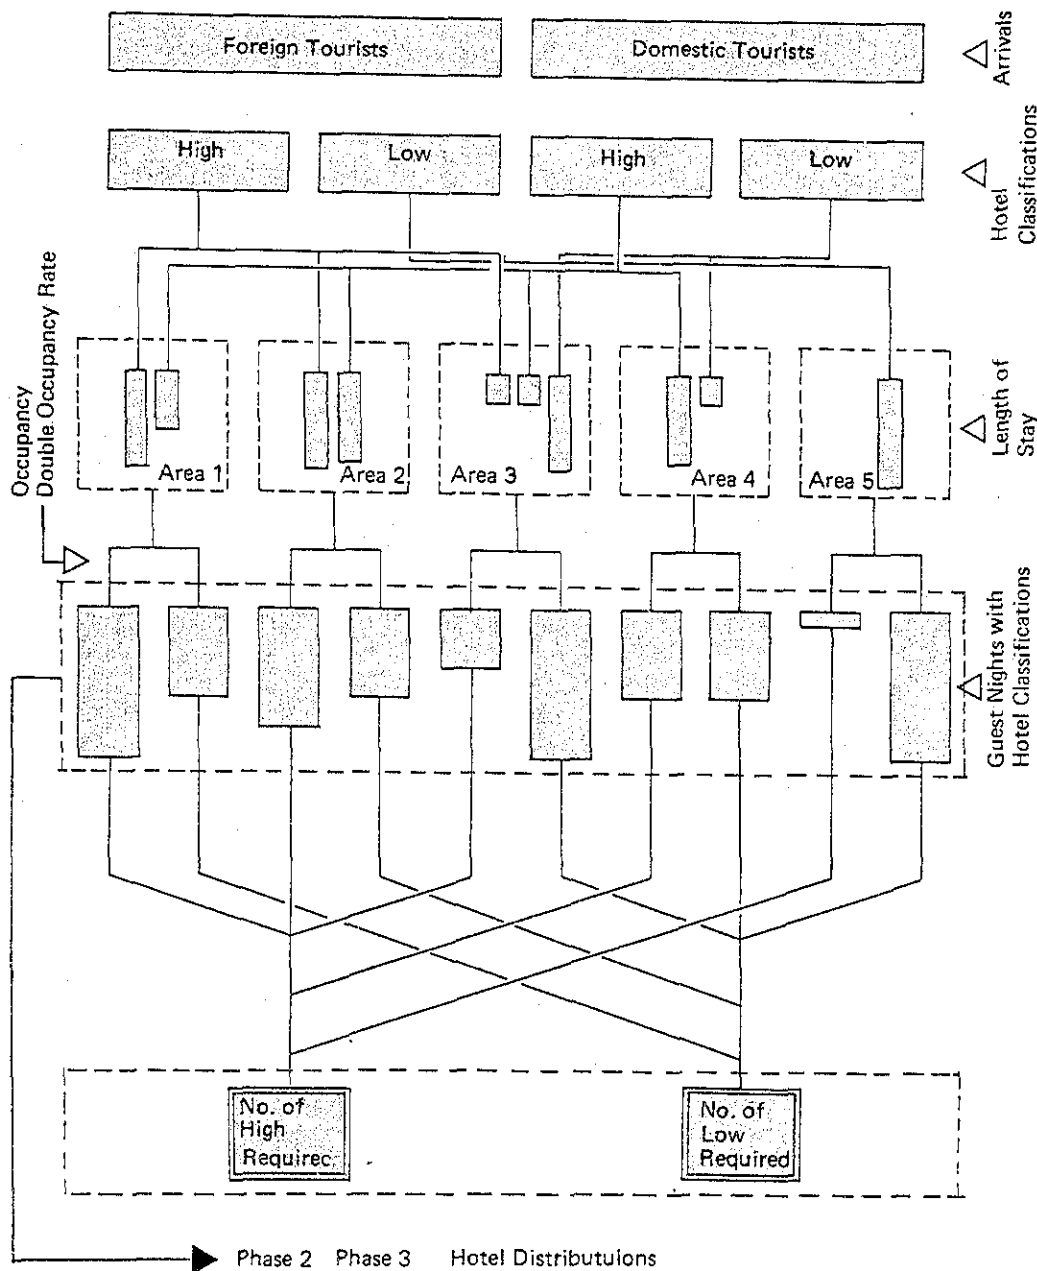 Foreign Tourists
Domestic Tourists
Arrivals
High
Low
High
Low
Hotel
Classifications
Occupancy
Double Occupancy Rate
Area 1
Area 2
Area 3
Area 4
Area 5
Length of
Stay
Guest Nights with
Hotel Classifications
No. of
High
Requirec
No. of
Low
Required
Phase 2 Phase 3 Hotel Distributuions